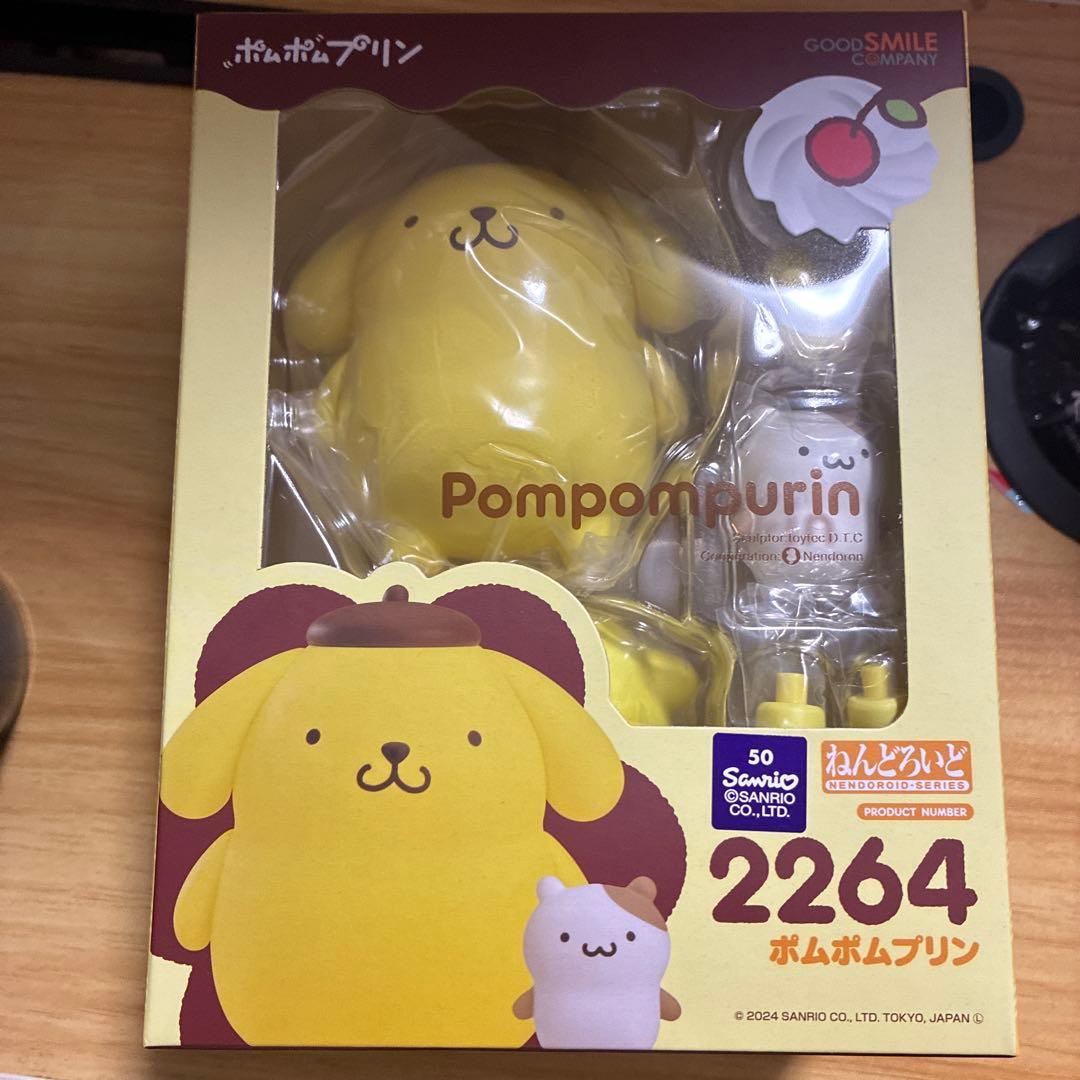 ポムポムプリン
GOOD SMILE
COMPANY
Pompompurin
Sculptor:toytec D.T.C
Cooperation: Nendoron
50
Sanrio
©SANRIO
CO.,LTD.
ねんどろいど
NENDOROID-SERIES
PRODUCT NUMBER
2264
ポムポムプリン
© 2024 SANRIO CO., LTD. TOKYO, JAPAN Ⓛ